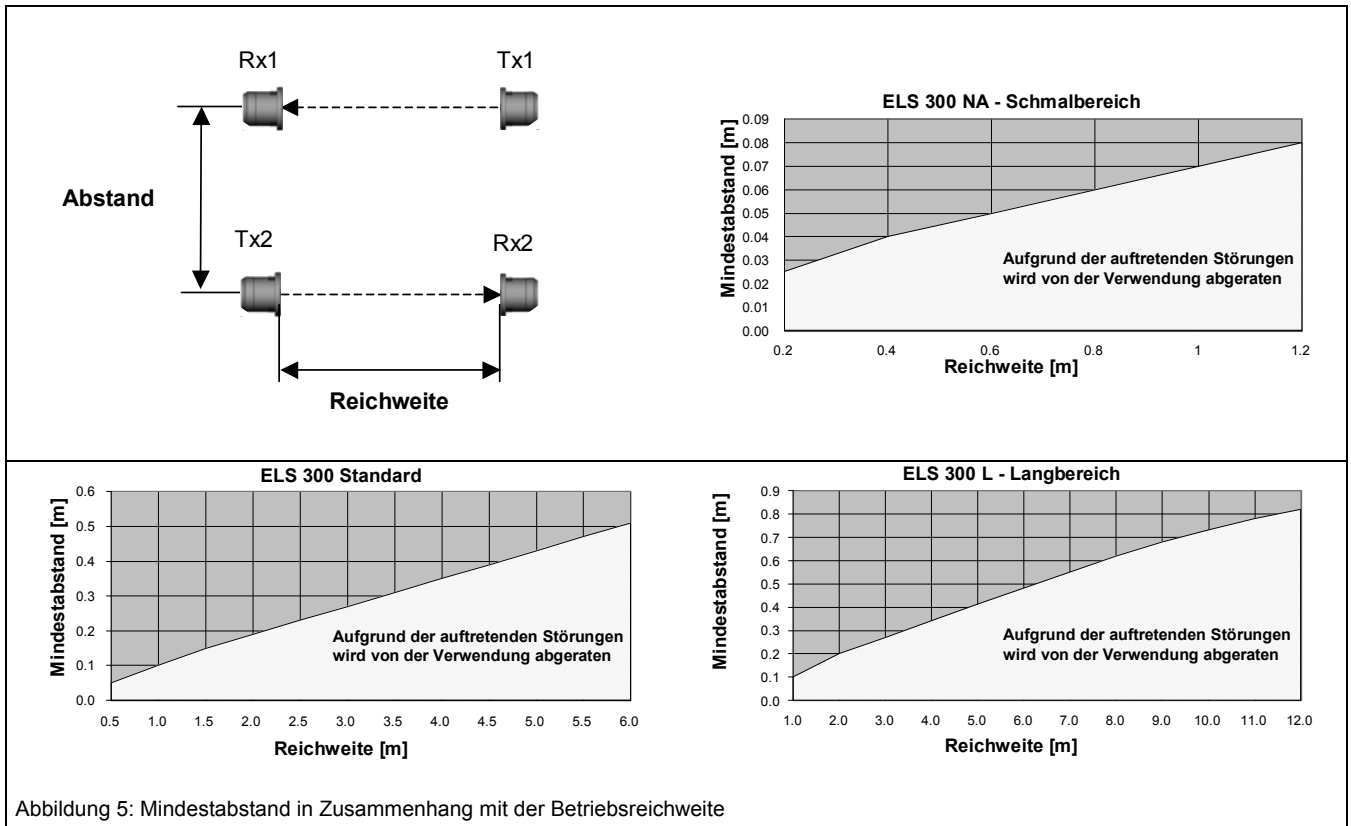 Rx1 Tx1
Abstand
Tx2 Rx2
Reichweite
ELS 300 NA - Schmalbereich
Mindestabstand [m]
0.09
0.08
0.07
0.06
0.05
0.04
0.03
0.02
0.01
0.00
Aufgrund der auftretenden Störungen
wird von der Verwendung abgeraten
0.2 0.4 0.6 0.8 1 1.2
Reichweite [m]
ELS 300 Standard
Mindestabstand [m]
0.6
0.5
0.4
0.3
0.2
0.1
0.0
Aufgrund der auftretenden Störungen
wird von der Verwendung abgeraten
0.5 1.0 1.5 2.0 2.5 3.0 3.5 4.0 4.5 5.0 5.5 6.0
Reichweite [m]
ELS 300 L - Langbereich
Mindestabstand [m]
0.9
0.8
0.7
0.6
0.5
0.4
0.3
0.2
0.1
0.0
Aufgrund der auftretenden Störungen
wird von der Verwendung abgeraten
1.0 2.0 3.0 4.0 5.0 6.0 7.0 8.0 9.0 10.0 11.0 12.0
Reichweite [m]
Abbildung 5: Mindestabstand in Zusammenhang mit der Betriebsreichweite